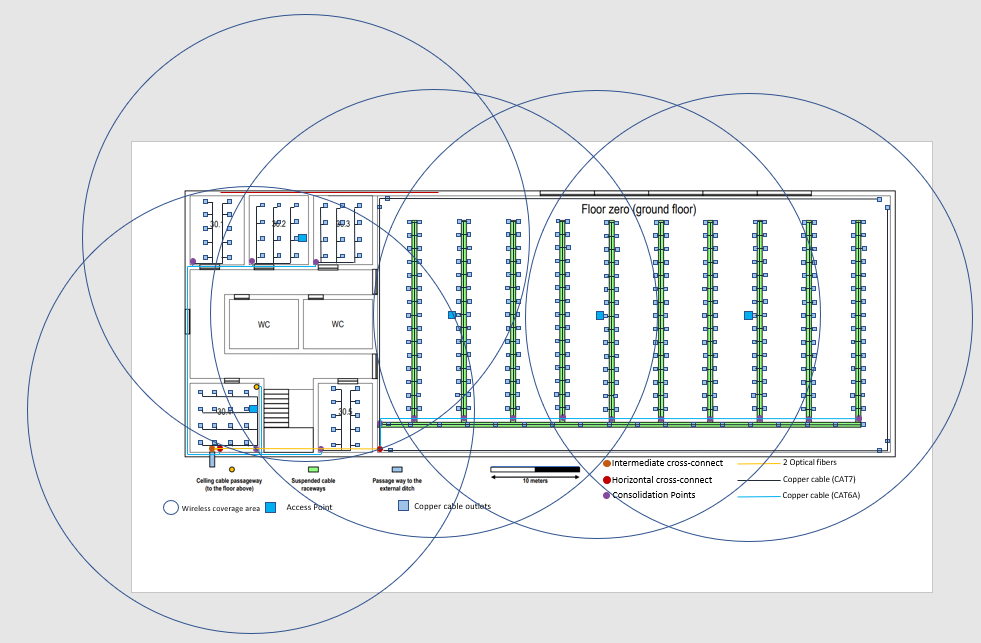 Floor zero (ground floor)
30.1
30.2
30.3
WC
WC
30.4
30.5
Intermediate cross-connect
2 Optical fibers
Celling cable passageway
(to the floor above)
Suspended cable
raceways
Passage way to the
external ditch
10 meters
Horizontal cross-connect
Copper cable (CAT7)
Consolidation Points
Copper cable (CAT6A)
Wireless coverage area
Access Point
Copper cable outlets